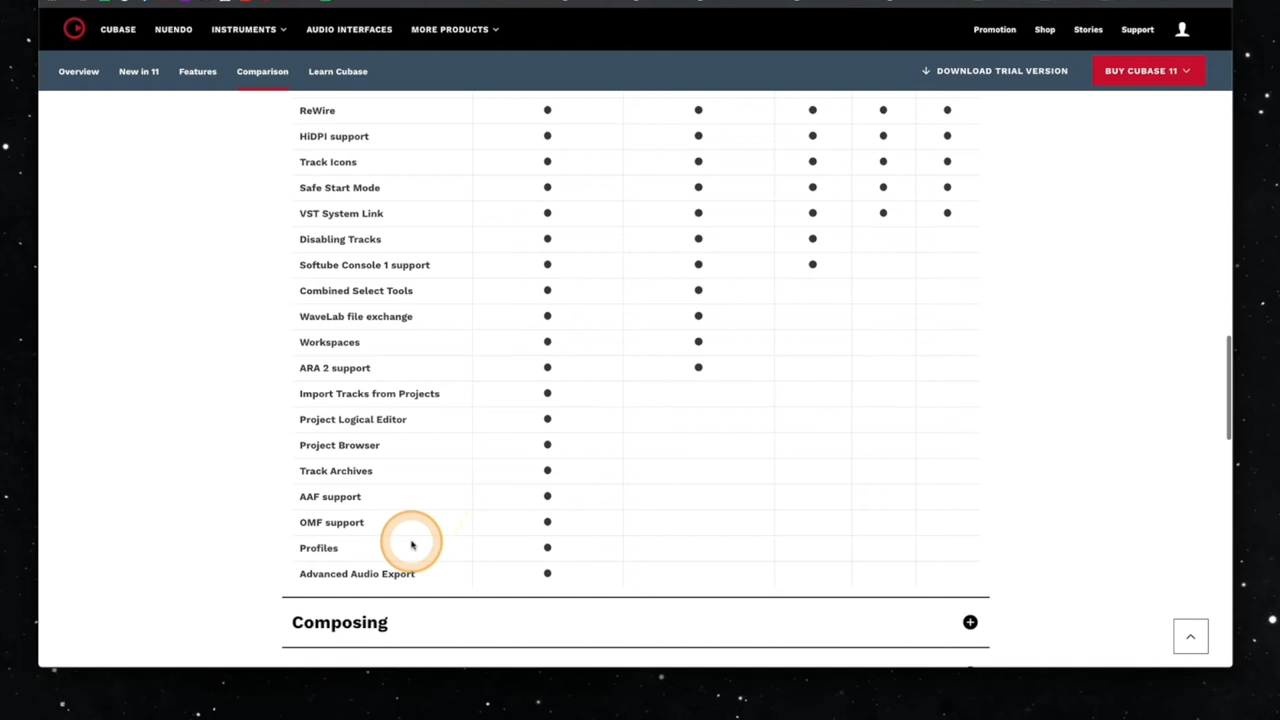 CUBASE NUENDO INSTRUMENTS AUDIO INTERFACES MORE PRODUCTS Promotion Shop Stories Support
Overview New in 11 Features Comparison Learn Cubase DOWNLOAD TRIAL VERSION BUY CUBASE 11
ReWire
HiDPI support
Track Icons
Safe Start Mode
VST System Link
Disabling Tracks
Softube Console 1 support
Combined Select Tools
WaveLab file exchange
Workspaces
ARA 2 support
Import Tracks from Projects
Project Logical Editor
Project Browser
Track Archives
AAF support
OMF support
Profiles
Advanced Audio Export
Composing